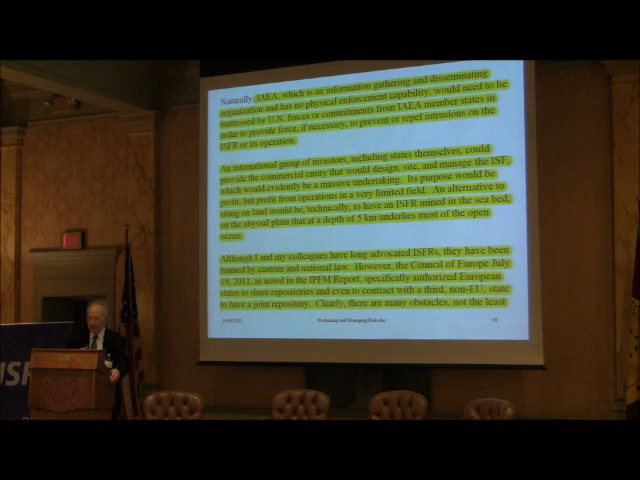 Naturally IAEA, which is an information gathering and disseminating
organization and has no physical enforcement capability, would need to be
buttressed by U.N. forces or commitments from IAEA member states in
order to provide force, if necessary, to prevent or repel intrusions on the
ISFR or its operation.
An international group of investors, including states themselves, could
provide the commercial entity that would design, site, and manage the ISF,
which would evidently be a massive undertaking. Its purpose would be
profit, but profit from operations in a very limited field. An alternative to
siting on land would be, technically, to have an ISFR mined in the sea bed,
on the abyssal plain that at a depth of 5 km underlies most of the open
ocean.
Although I and my colleagues have long advocated ISFRs, they have been
banned by custom and national law. However, the Council of Europe July
19, 2011, as noted in the IPFM Report, specifically authorized European
states to share repositories and even to contract with a third, non-EU, state
to have a joint repository. Clearly, there are many obstacles, not the least
Evaluating and Managing Risk.doc